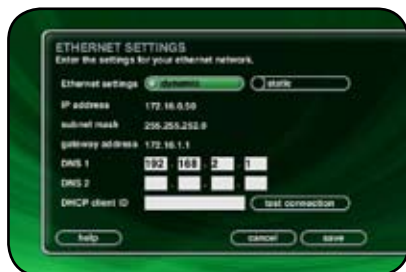 ETHERNET SETTINGS
Enter the settings for your ethernet network.
Ethernet settings dynamic static
IP address 172.16.0.50
subnet mask 255.255.252.0
gateway address 172.16.1.1
DNS 1 192 . 168 . 2 . 1
DNS 2 . . .
DHCP client ID test connection
help cancel save